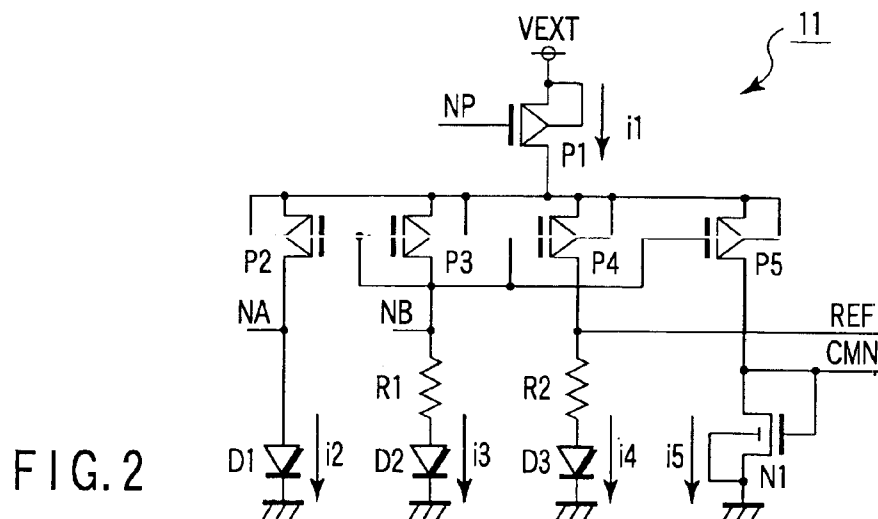 VEXT
11
NP
i1
P1
P2
P3
P4
P5
NA
NB
REF
CMN
R1
R2
D1
i2
D2
i3
D3
i4
i5
N1
FIG. 2